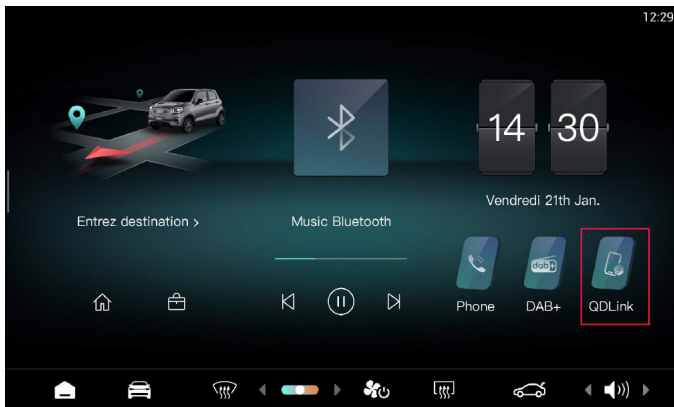 12:29
14 30
Vendredi 21th Jan.
Entrez destination >
Music Bluetooth
dab+
Phone DAB+ QDLink